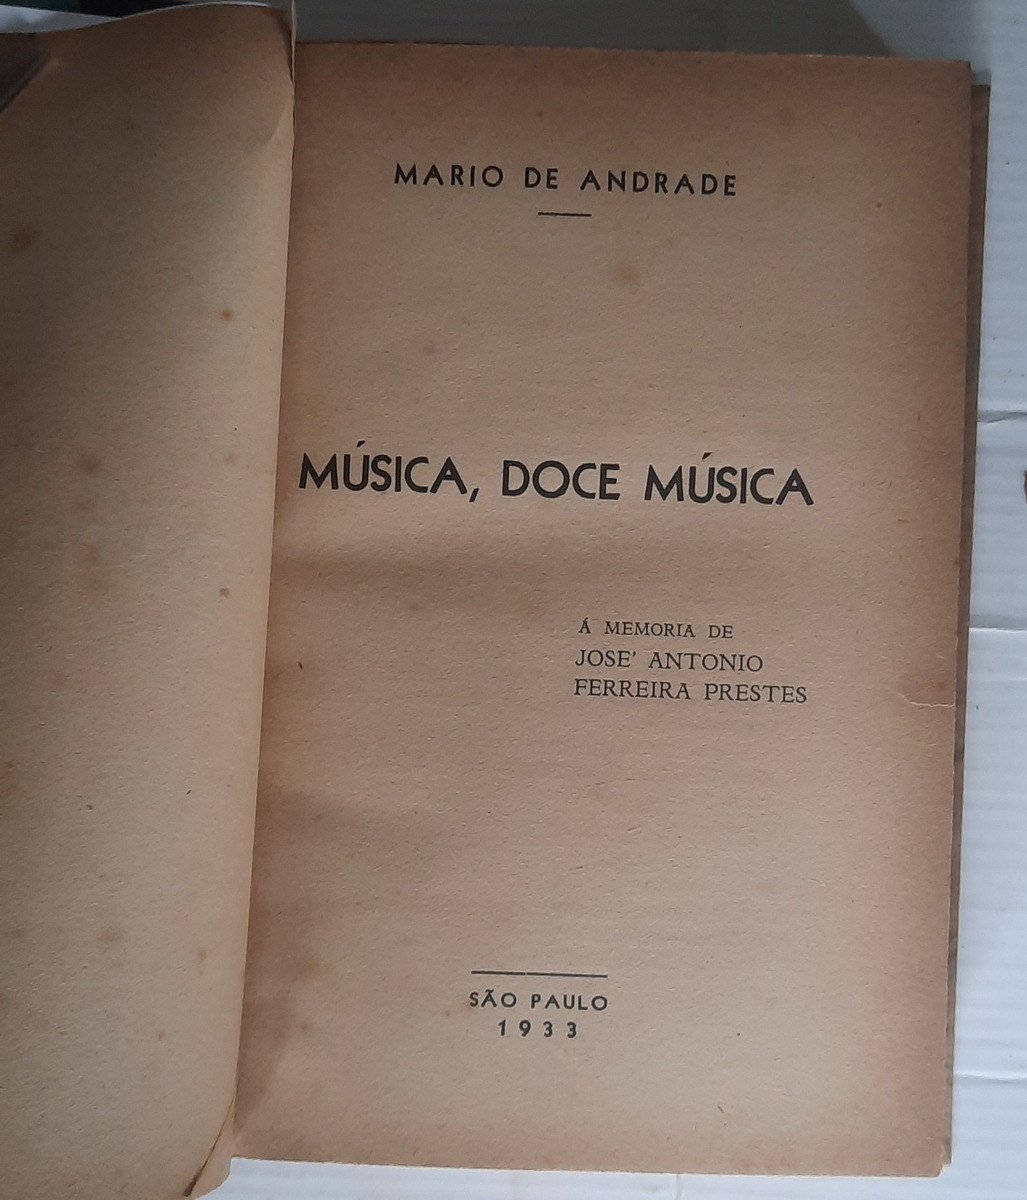 MARIO DE ANDRADE
MÚSICA, DOCE MÚSICA
Á MEMORIA DE
JOSE' ANTONIO
FERREIRA PRESTES
SÃO PAULO
1933